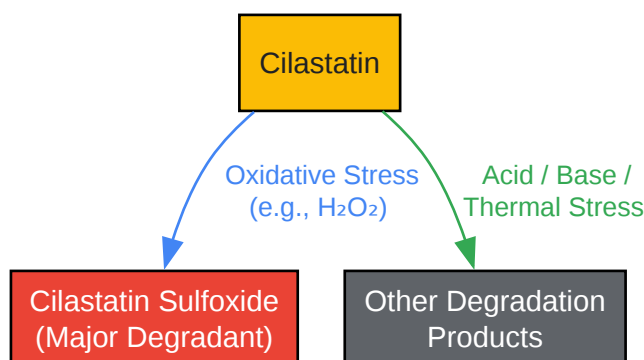 Cilastatin
Oxidative Stress
(e.g., H₂O₂)
Acid / Base /
Thermal Stress
Cilastatin Sulfoxide
(Major Degradant)
Other Degradation
Products